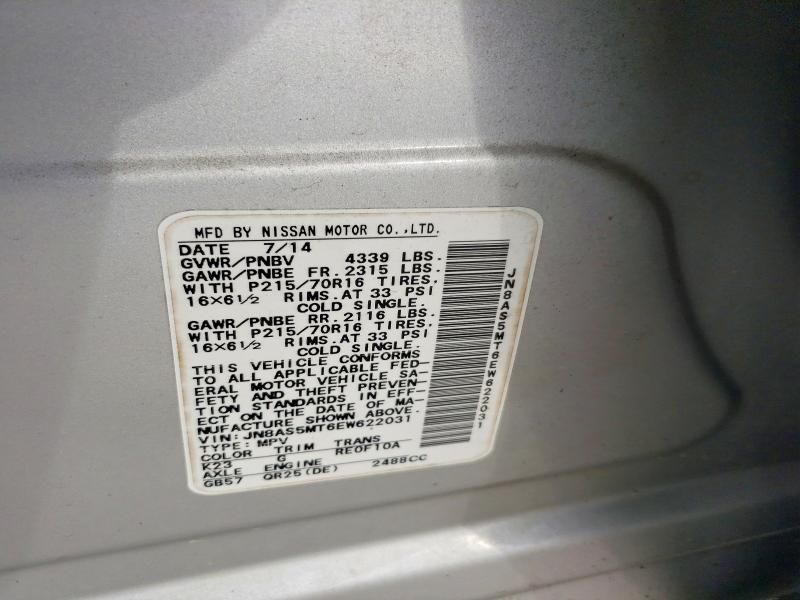 MFD BY NISSAN MOTOR CO.,LTD.
DATE 7/14
GVWR/PNBV 4339 LBS.
GAWR/PNBE FR. 2315 LBS.
WITH P215/70R16 TIRES.
16×6½ RIMS. AT 33 PSI
COLD SINGLE.
GAWR/PNBE RR. 2116 LBS.
WITH P215/70R16 TIRES.
16×6½ RIMS. AT 33 PSI
COLD SINGLE.
THIS VEHICLE CONFORMS
TO ALL APPLICABLE FED-
ERAL MOTOR VEHICLE SA-
FETY AND THEFT PREVEN-
TION STANDARDS IN EFF-
ECT ON THE DATE OF MA-
NUFACTURE SHOWN ABOVE.
VIN: JN8AS5MT6EW622031
TYPE: MPV
COLOR TRIM TRANS
K23 G RE0F10A
AXLE ENGINE
GB57 QR25(DE) 2488CC
JN8AS5MT6EW622031